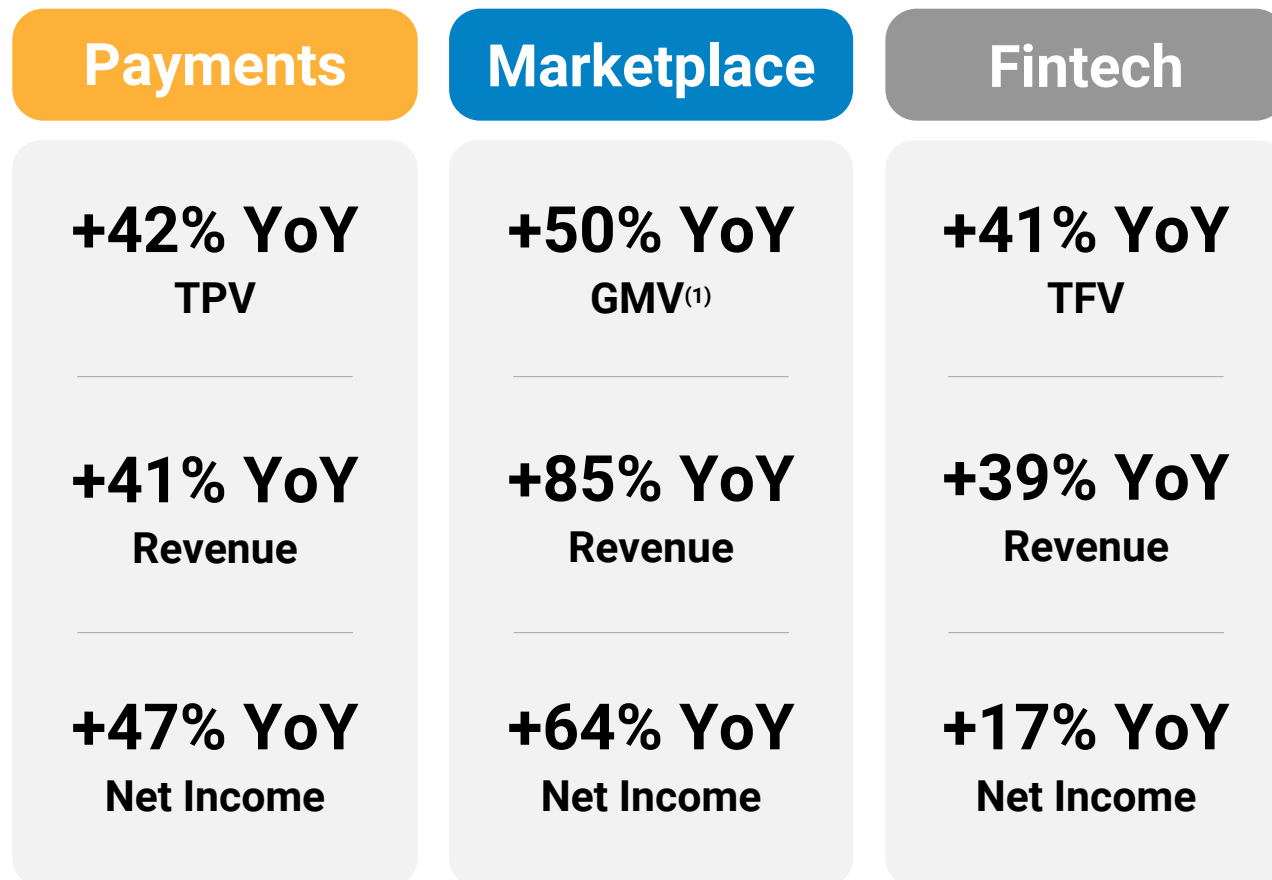 Payments
+42% YoY
TPV
+41% YoY
Revenue
+47% YoY
Net Income
Marketplace
+50% YoY
GMV(1)
+85% YoY
Revenue
+64% YoY
Net Income
Fintech
+41% YoY
TFV
+39% YoY
Revenue
+17% YoY
Net Income